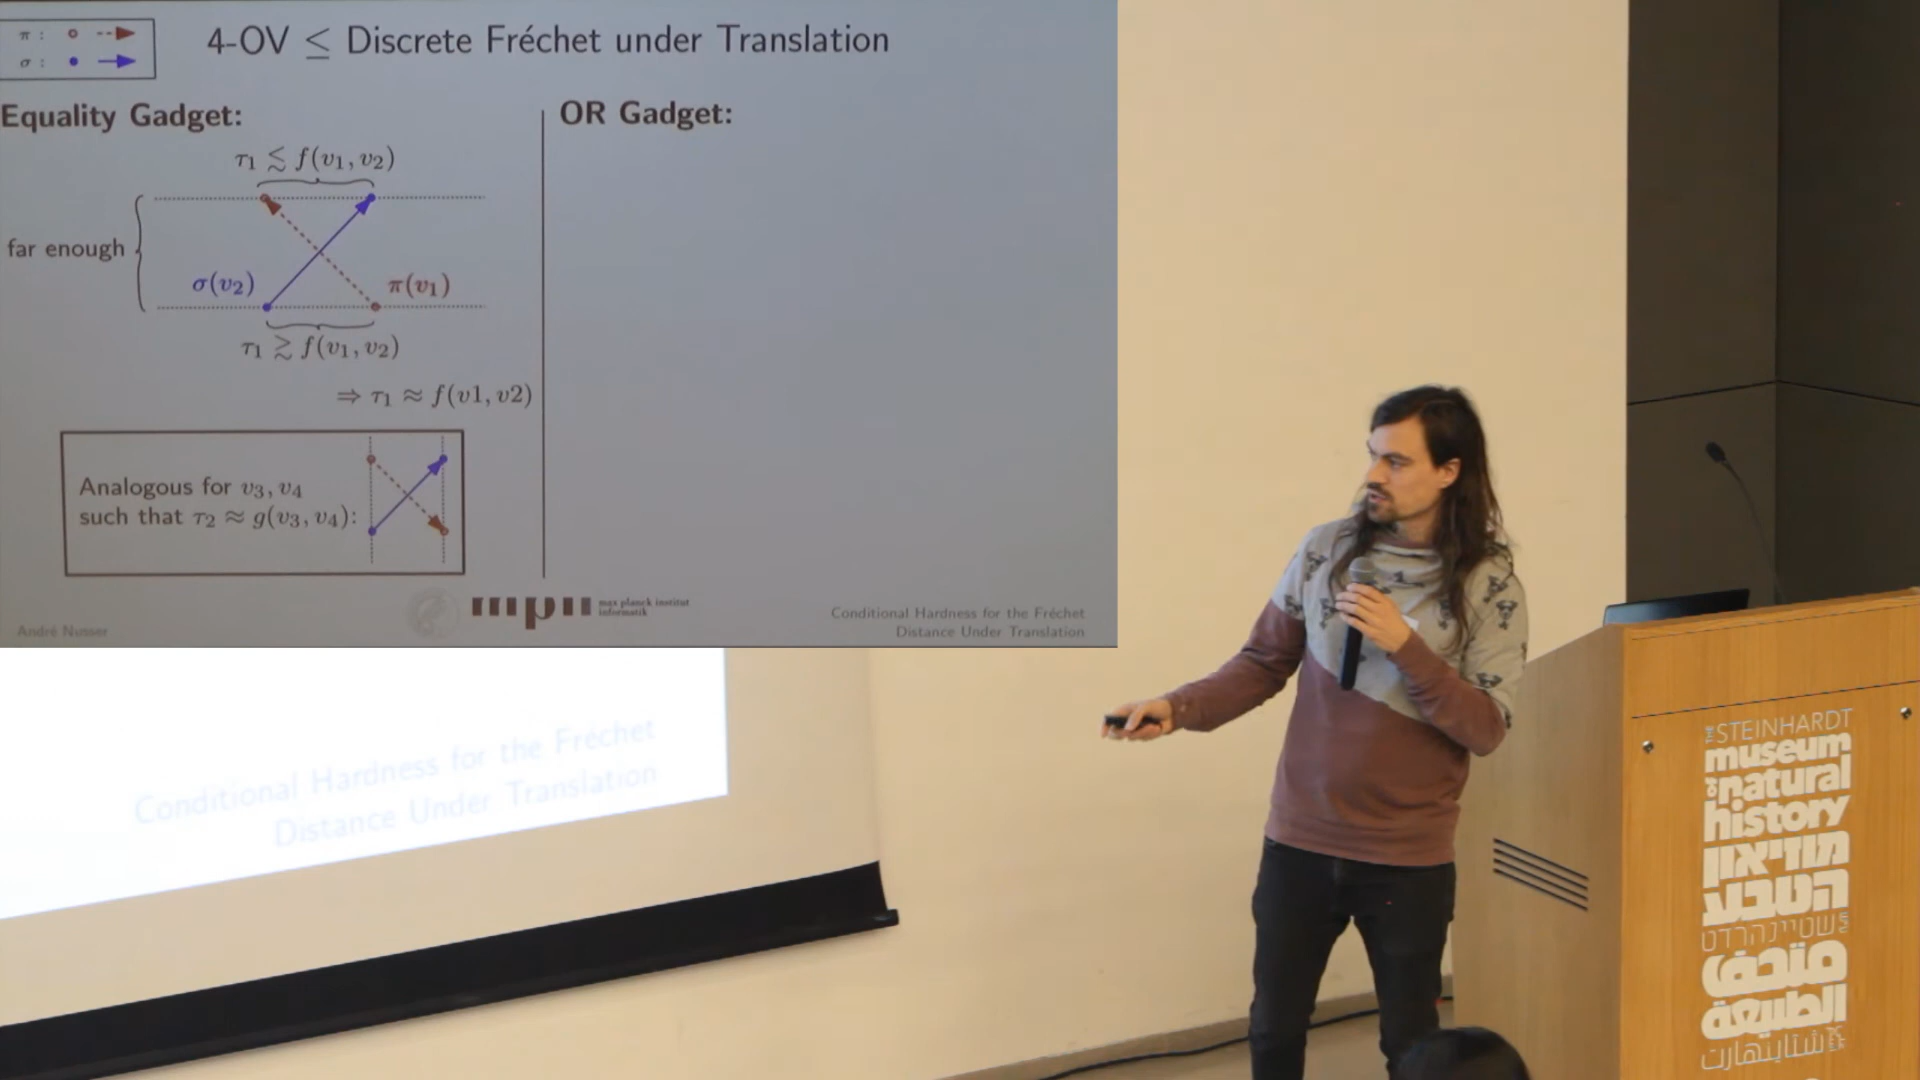 π :
σ :
4-OV ≤ Discrete Fréchet under Translation
Equality Gadget:
τ1 ≲ f(v1, v2)
far enough
σ(v2)
π(v1)
τ1 ≳ f(v1, v2)
⇒ τ1 ≈ f(v1, v2)
Analogous for v3, v4
such that τ2 ≈ g(v3, v4):
OR Gadget:
André Nusser
mpii
max planck institut
informatik
Conditional Hardness for the Fréchet
Distance Under Translation
Conditional Hardness for the Fréchet
Distance Under Translation
THE STEINHARDT
museum
of natural
history
מוזיאון
הטבע
שטיינהרדט
متحف
الطبيعة
شتاينهارت